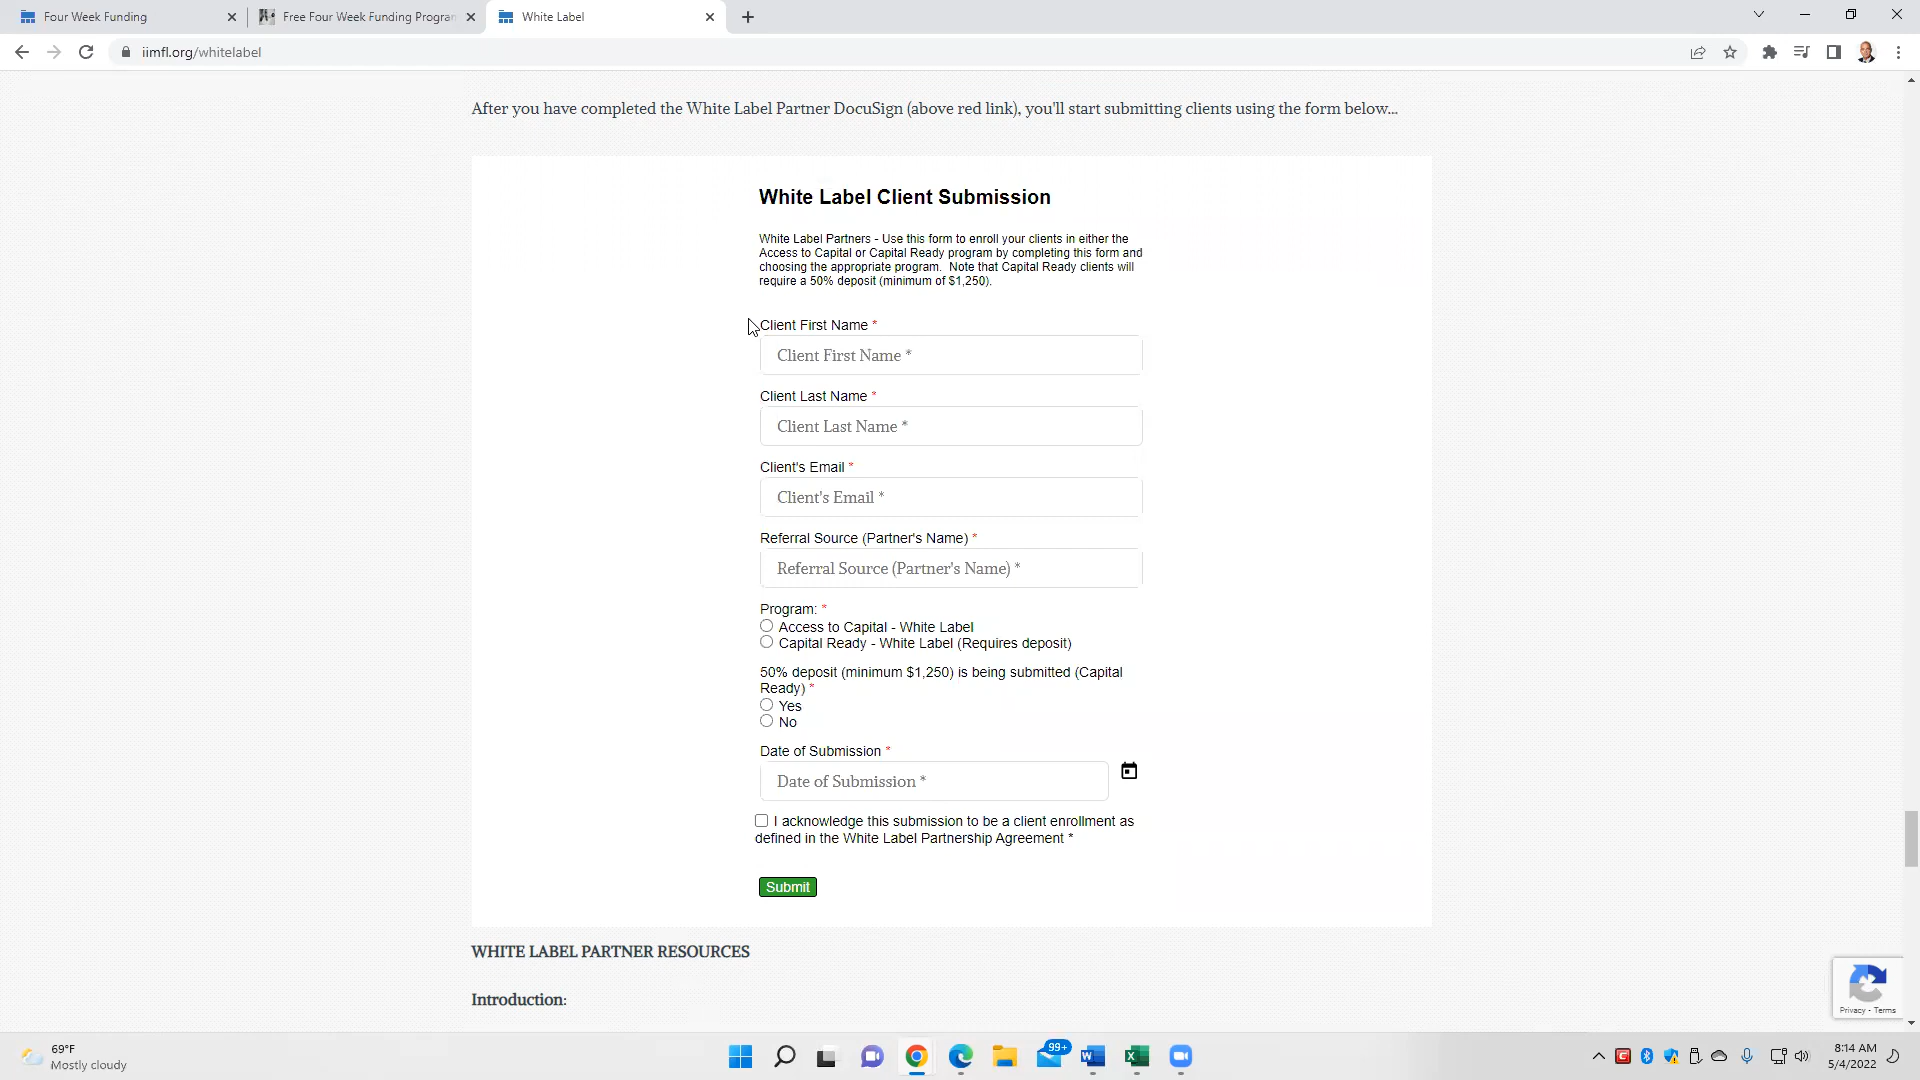 Four Week Funding
Free Four Week Funding Program
White Label
iimfl.org/whitelabel
After you have completed the White Label Partner DocuSign (above red link), you'll start submitting clients using the form below...
White Label Client Submission
White Label Partners - Use this form to enroll your clients in either the
Access to Capital or Capital Ready program by completing this form and
choosing the appropriate program.  Note that Capital Ready clients will
require a 50% deposit (minimum of $1,250).
Client First Name *
Client First Name *
Client Last Name *
Client Last Name *
Client's Email *
Client's Email *
Referral Source (Partner's Name) *
Referral Source (Partner's Name) *
Program: *
Access to Capital - White Label
Capital Ready - White Label (Requires deposit)
50% deposit (minimum $1,250) is being submitted (Capital
Ready) *
Yes
No
Date of Submission *
Date of Submission *
I acknowledge this submission to be a client enrollment as
defined in the White Label Partnership Agreement *
Submit
WHITE LABEL PARTNER RESOURCES
Introduction:
Privacy - Terms
69°F
Mostly cloudy
99+
8:14 AM
5/4/2022